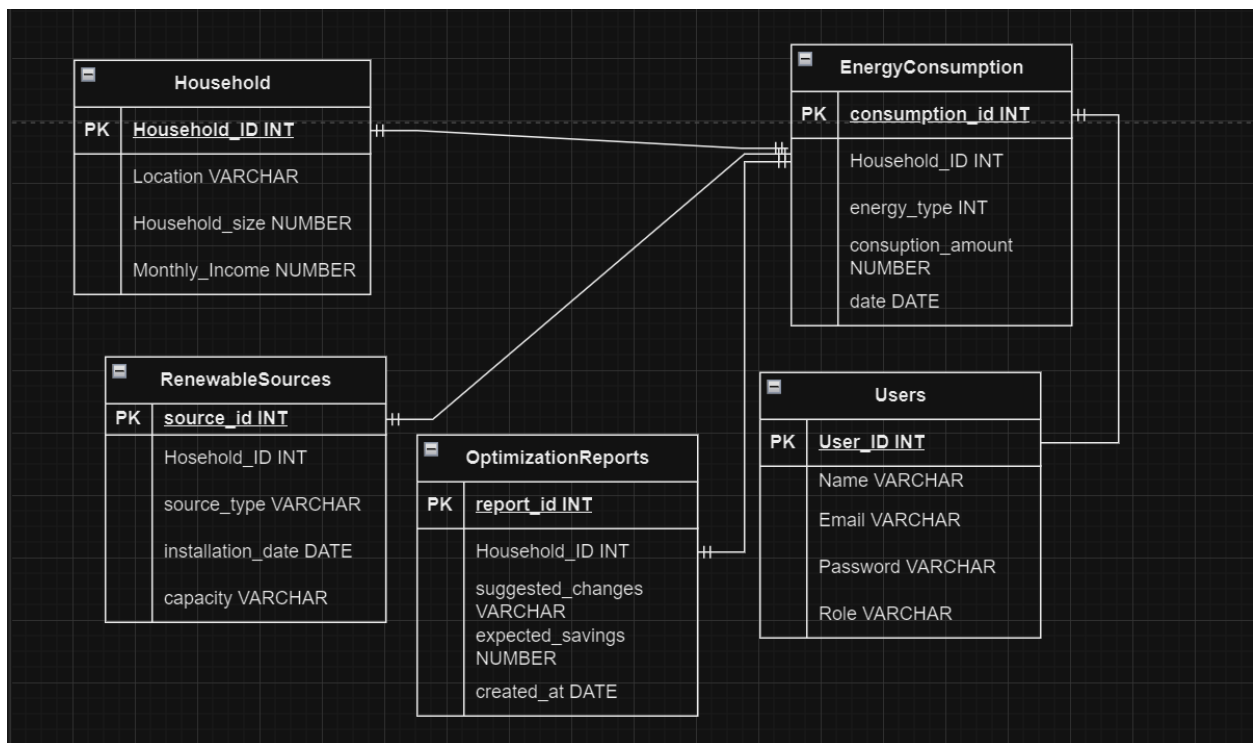 Household
PK Household_ID INT
Location VARCHAR
Household_size NUMBER
Monthly_Income NUMBER
EnergyConsumption
PK consumption_id INT
Household_ID INT
energy_type INT
consuption_amount
NUMBER
date DATE
RenewableSources
PK source_id INT
Hosehold_ID INT
source_type VARCHAR
installation_date DATE
capacity VARCHAR
OptimizationReports
PK report_id INT
Household_ID INT
suggested_changes
VARCHAR
expected_savings
NUMBER
created_at DATE
Users
PK User_ID INT
Name VARCHAR
Email VARCHAR
Password VARCHAR
Role VARCHAR